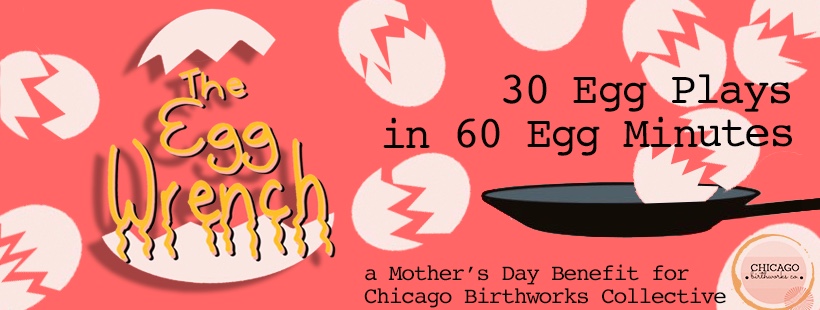 The
Egg
Wrench
30 Egg Plays
in 60 Egg Minutes
a Mother's Day Benefit for
Chicago Birthworks Collective
CHICAGO
birthworks co.